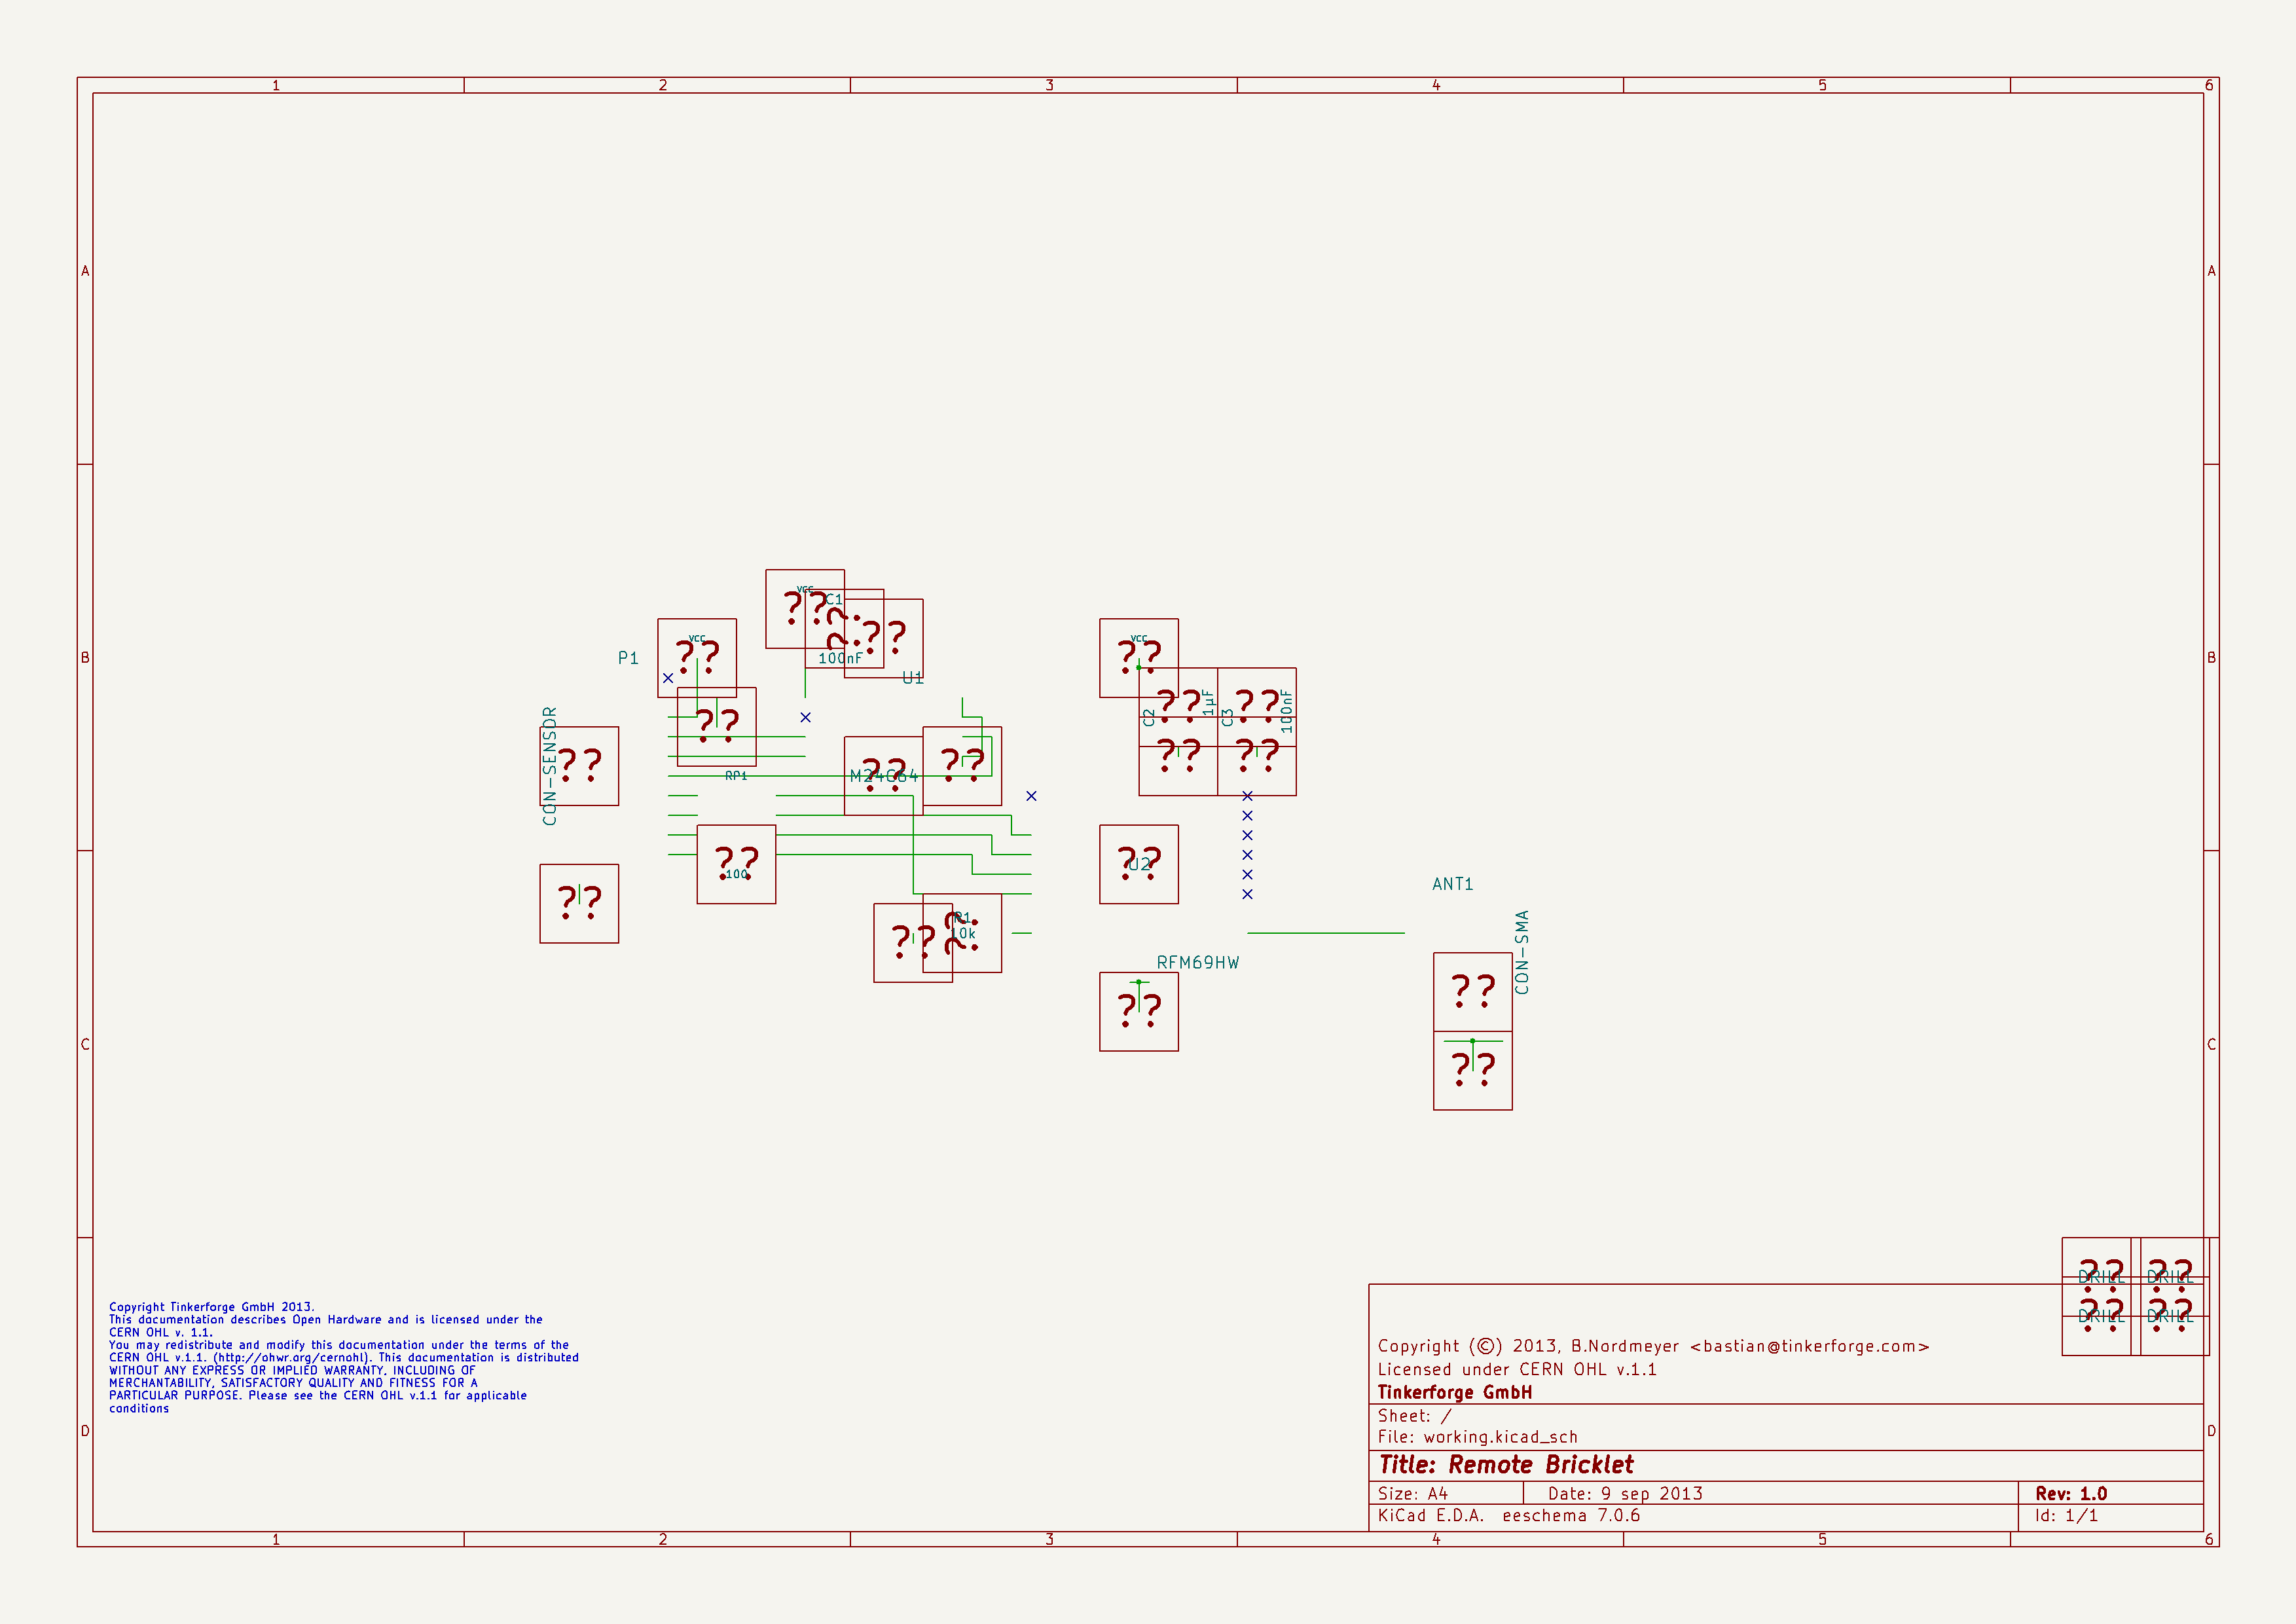 1 2 3 4 5 6
A A
VCC
C1
VCC
VCC
??
??
??
??
??
??
B B
P1
100nF
U1
1µF
100nF
C2
C3
??
??
??
CON-SENSOR
??
??
??
??
??
RP1
M24C64
??
??
U2
100
??
ANT1
R1
10k
??
??
??
CON-SMA
RFM69HW
??
??
??
C C
??
?? ??
DRILL DRILL
?? ??
DRILL DRILL
Copyright Tinkerforge GmbH 2013.
This documentation describes Open Hardware and is licensed under the
CERN OHL v. 1.1.
You may redistribute and modify this documentation under the terms of the
CERN OHL v.1.1. (http://ohwr.org/cernohl). This documentation is distributed
WITHOUT ANY EXPRESS OR IMPLIED WARRANTY, INCLUDING OF
MERCHANTABILITY, SATISFACTORY QUALITY AND FITNESS FOR A
PARTICULAR PURPOSE. Please see the CERN OHL v.1.1 for applicable
conditions
Copyright (©) 2013, B.Nordmeyer <bastian@tinkerforge.com>
Licensed under CERN OHL v.1.1
Tinkerforge GmbH
D D
Sheet: /
File: working.kicad_sch
Title: Remote Bricklet
Size: A4 Date: 9 sep 2013 Rev: 1.0
KiCad E.D.A. eeschema 7.0.6 Id: 1/1
1 2 3 4 5 6